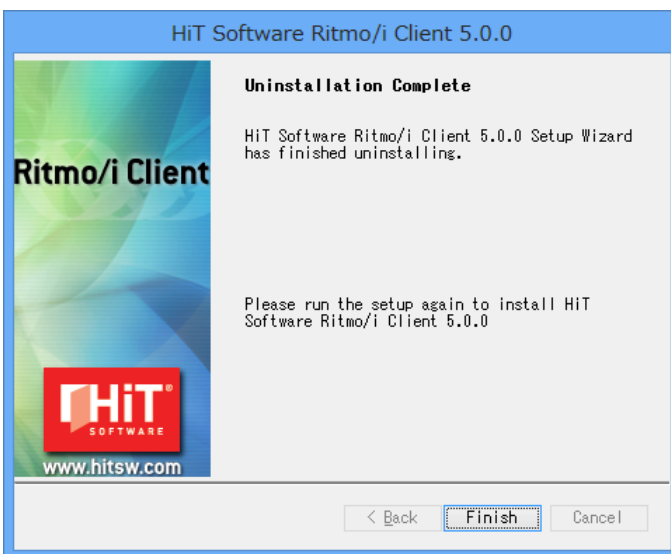 HiT Software Ritmo/i Client 5.0.0
Uninstallation Complete
HiT Software Ritmo/i Client 5.0.0 Setup Wizard
has finished uninstalling.
Ritmo/i Client
Please run the setup again to install HiT
Software Ritmo/i Client 5.0.0
HiT®
SOFTWARE
www.hitsw.com
< Back
Finish
Cancel